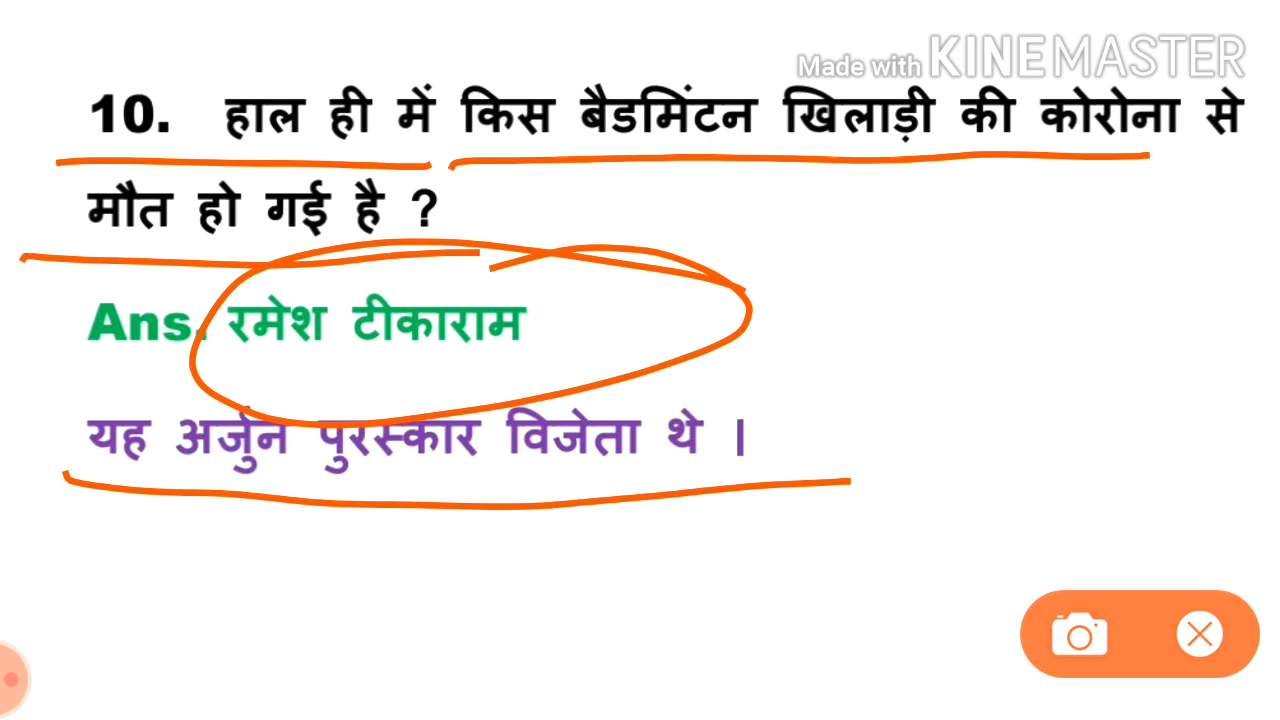 Made with KINEMASTER
10. हाल ही में किस बैडमिंटन खिलाड़ी की कोरोना से
मौत हो गई है ?
Ans. रमेश टीकाराम
यह अर्जुन पुरस्कार विजेता थे ।